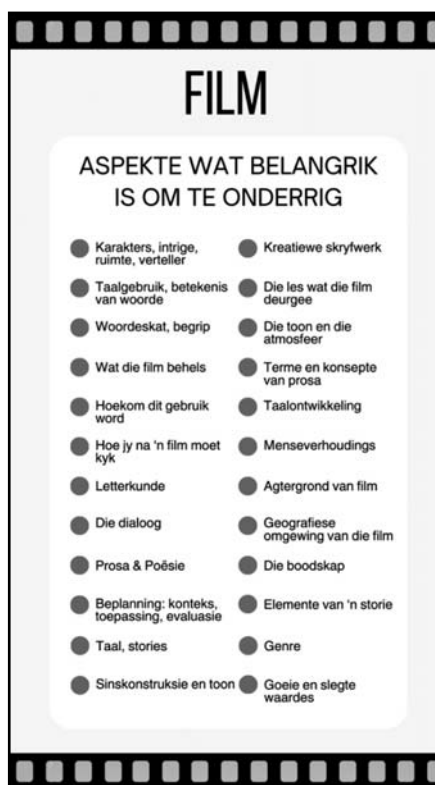 FILM
ASPEKTE WAT BELANGRIK
IS OM TE ONDERRIG
Karakters, intrige,
ruimte, verteller
Taalgebruik, betekenis
van woorde
Woordeskat, begrip
Wat die film behels
Hoekom dit gebruik
word
Hoe jy na 'n film moet
kyk
Letterkunde
Die dialoog
Prosa & Poësie
Beplanning: konteks,
toepassing, evaluasie
Taal, stories
Sinskonstruksie en toon
Kreatiewe skryfwerk
Die les wat die film
deurgee
Die toon en die
atmosfeer
Terme en konsepte
van prosa
Taalontwikkeling
Menseverhoudings
Agtergrond van film
Geografiese
omgewing van die film
Die boodskap
Elemente van 'n storie
Genre
Goeie en slegte
waardes